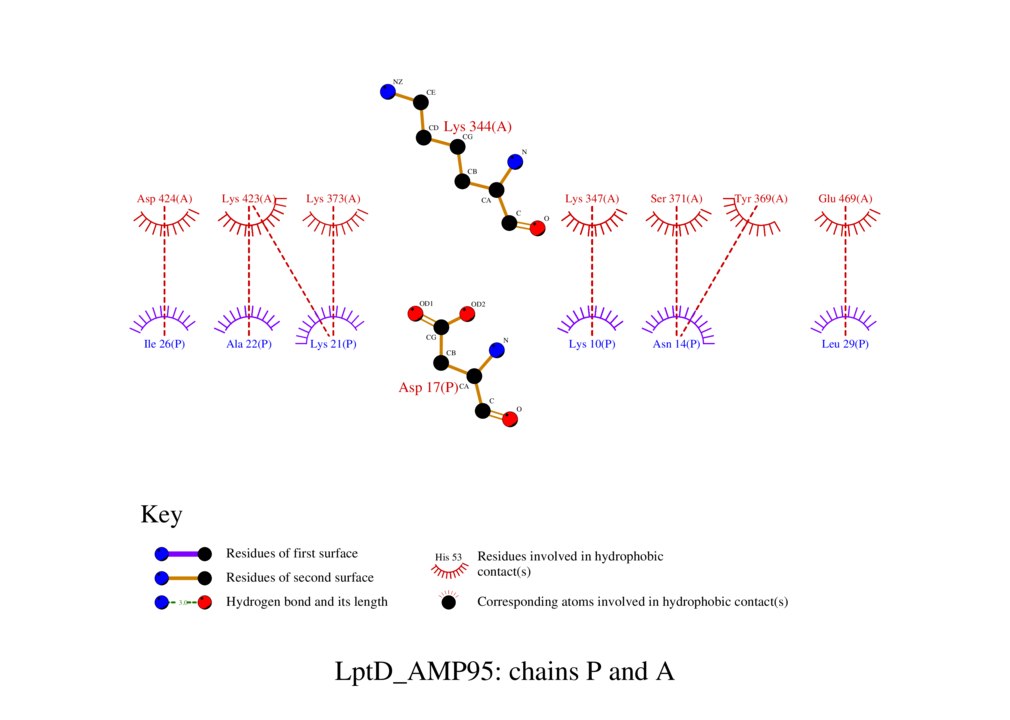 NZ
CE
CD
Lys 344(A)
CG
N
CB
CA
Asp 424(A) Lys 423(A) Lys 373(A) Lys 347(A) Ser 371(A) Tyr 369(A) Glu 469(A)
C
O
OD1 OD2
CG
N
Ile 26(P) Ala 22(P) Lys 21(P) Lys 10(P) Asn 14(P) Leu 29(P)
CB
Asp 17(P) CA
C
O
Key
Residues of first surface
Residues of second surface
3.0 Hydrogen bond and its length
His 53 Residues involved in hydrophobic
contact(s)
Corresponding atoms involved in hydrophobic contact(s)
LptD_AMP95: chains P and A